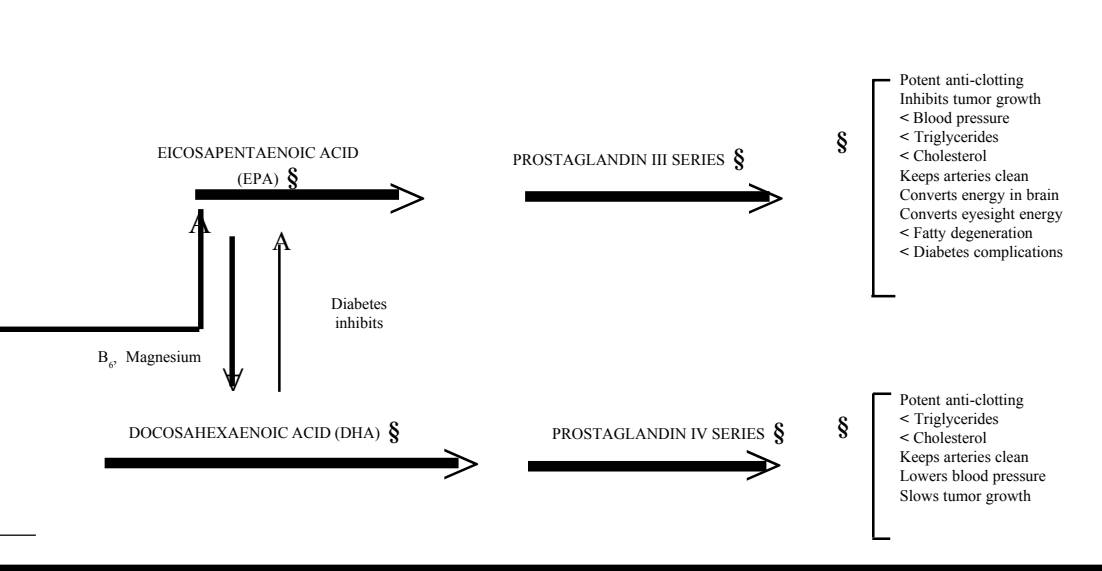 EICOSAPENTAENOIC ACID
(EPA) §
PROSTAGLANDIN III SERIES §
§
Potent anti-clotting
Inhibits tumor growth
< Blood pressure
< Triglycerides
< Cholesterol
Keeps arteries clean
Converts energy in brain
Converts eyesight energy
< Fatty degeneration
< Diabetes complications
Diabetes
inhibits
B₆, Magnesium
DOCOSAHEXAENOIC ACID (DHA) §
PROSTAGLANDIN IV SERIES §
§
Potent anti-clotting
< Triglycerides
< Cholesterol
Keeps arteries clean
Lowers blood pressure
Slows tumor growth